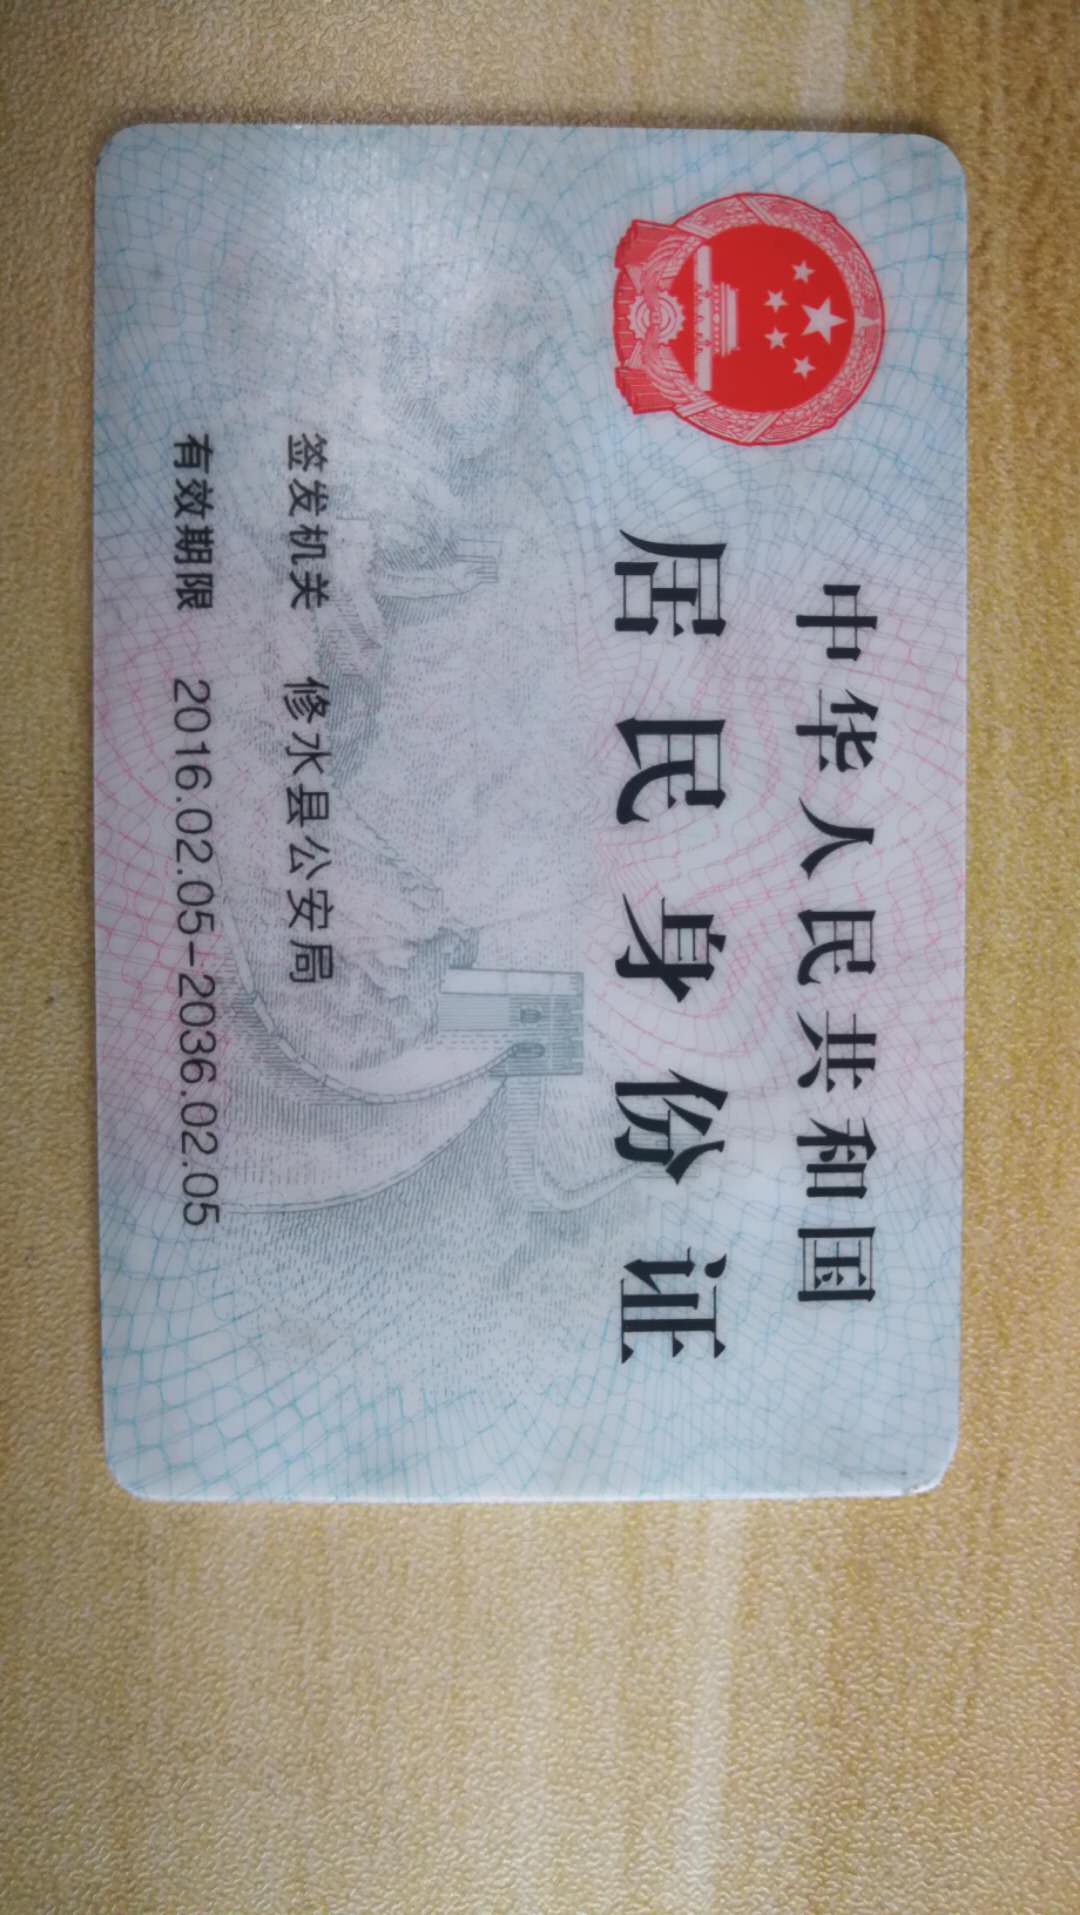 中华人民共和国
居民身份证
签发机关 修水县公安局
有效期限 2016.02.05-2036.02.05